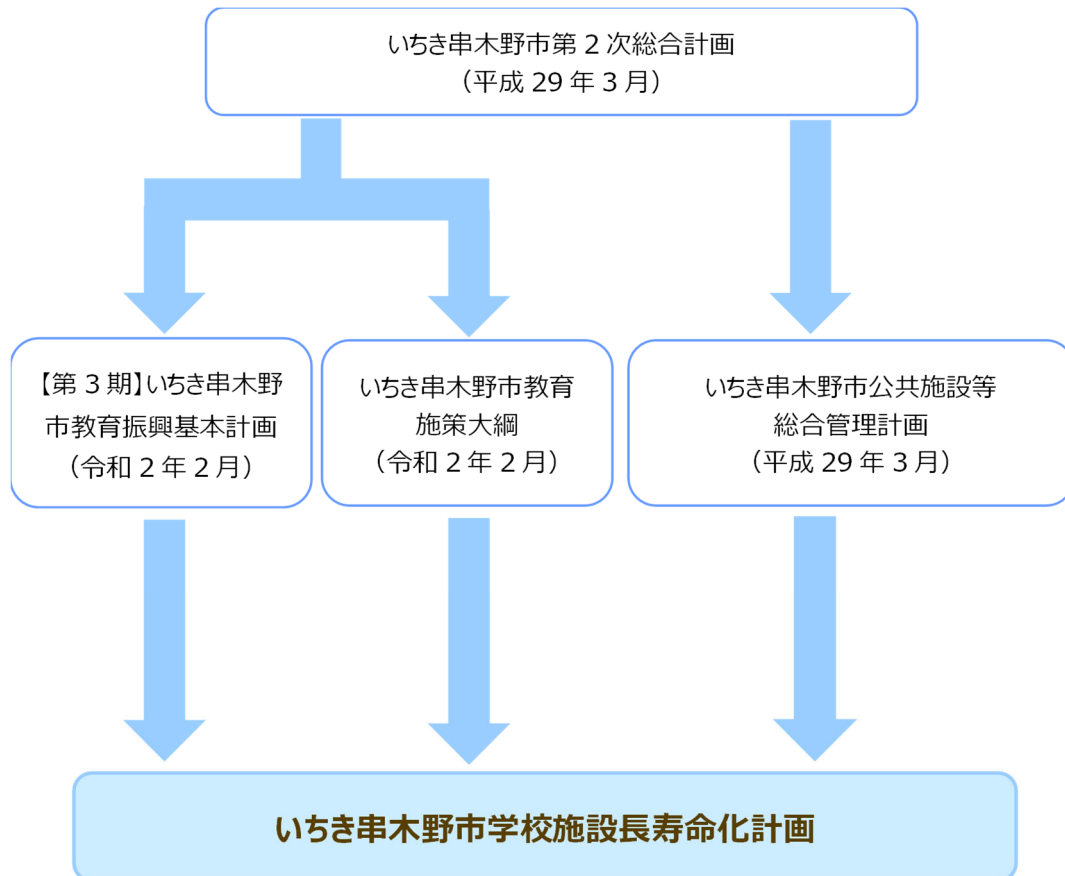 いちき串木野市第2次総合計画
（平成29年3月）
【第3期】いちき串木野
市教育振興基本計画
（令和2年2月）
いちき串木野市教育
施策大綱
（令和2年2月）
いちき串木野市公共施設等
総合管理計画
（平成29年3月）
いちき串木野市学校施設長寿命化計画